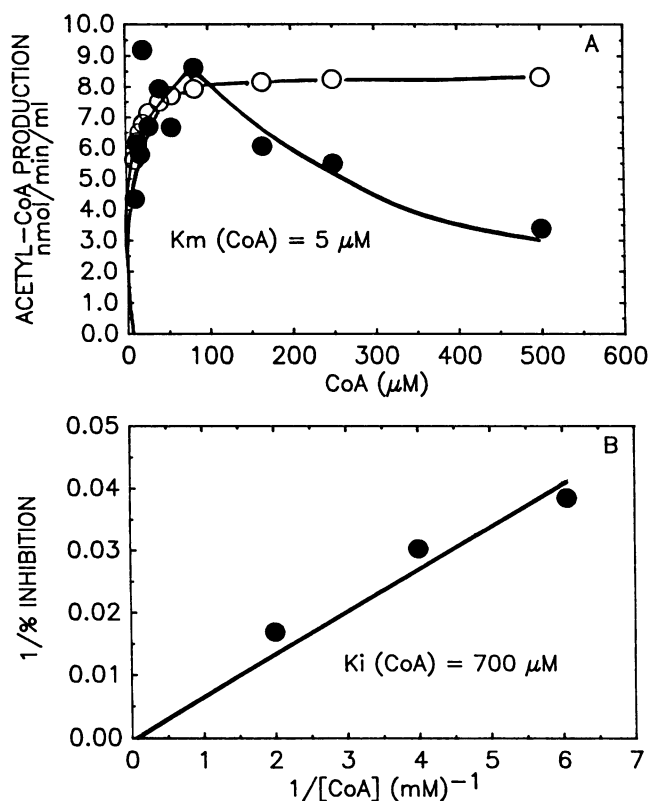 A
ACETYL-CoA PRODUCTION
nmol/min/ml
10.0
9.0
8.0
7.0
6.0
5.0
4.0
3.0
2.0
1.0
0.0
Km (CoA) = 5 μM
0 100 200 300 400 500 600
CoA (μM)
B
1/% INHIBITION
0.05
0.04
0.03
0.02
0.01
0.00
Ki (CoA) = 700 μM
0 1 2 3 4 5 6 7
1/[CoA] (mM)⁻¹